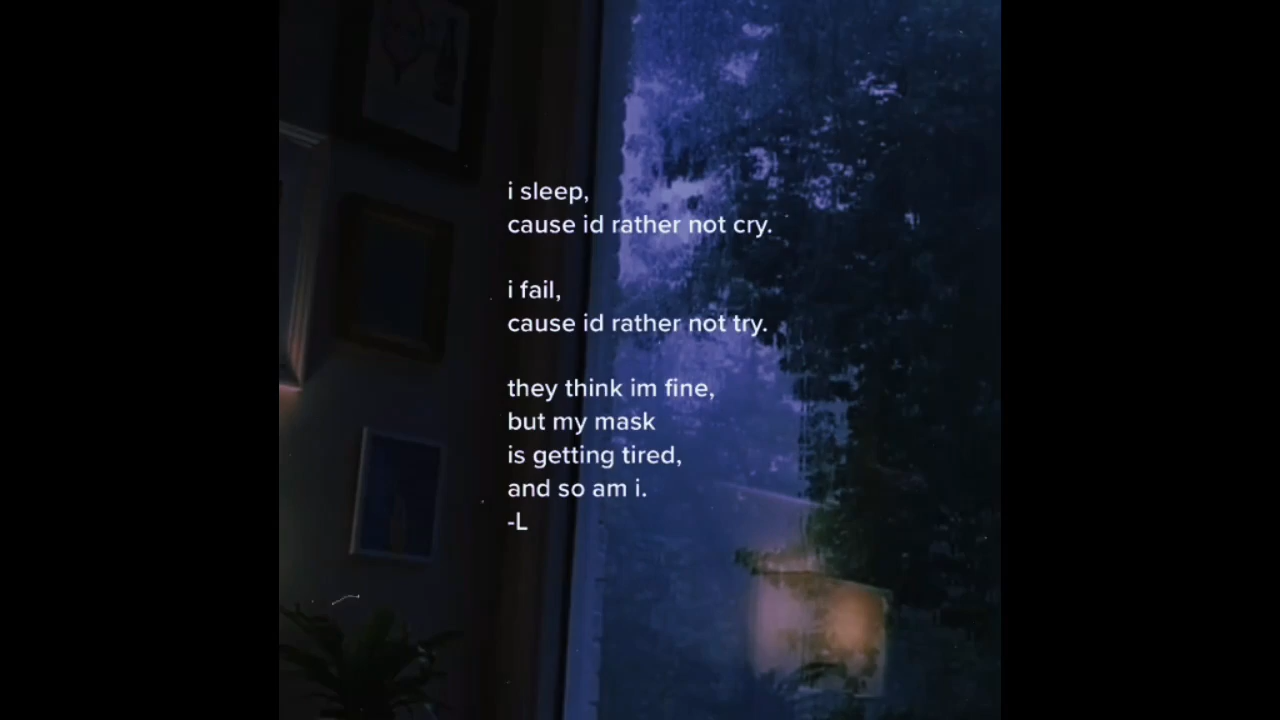 i sleep,
cause id rather not cry.
i fail,
cause id rather not try.
they think im fine,
but my mask
is getting tired,
and so am i.
-L